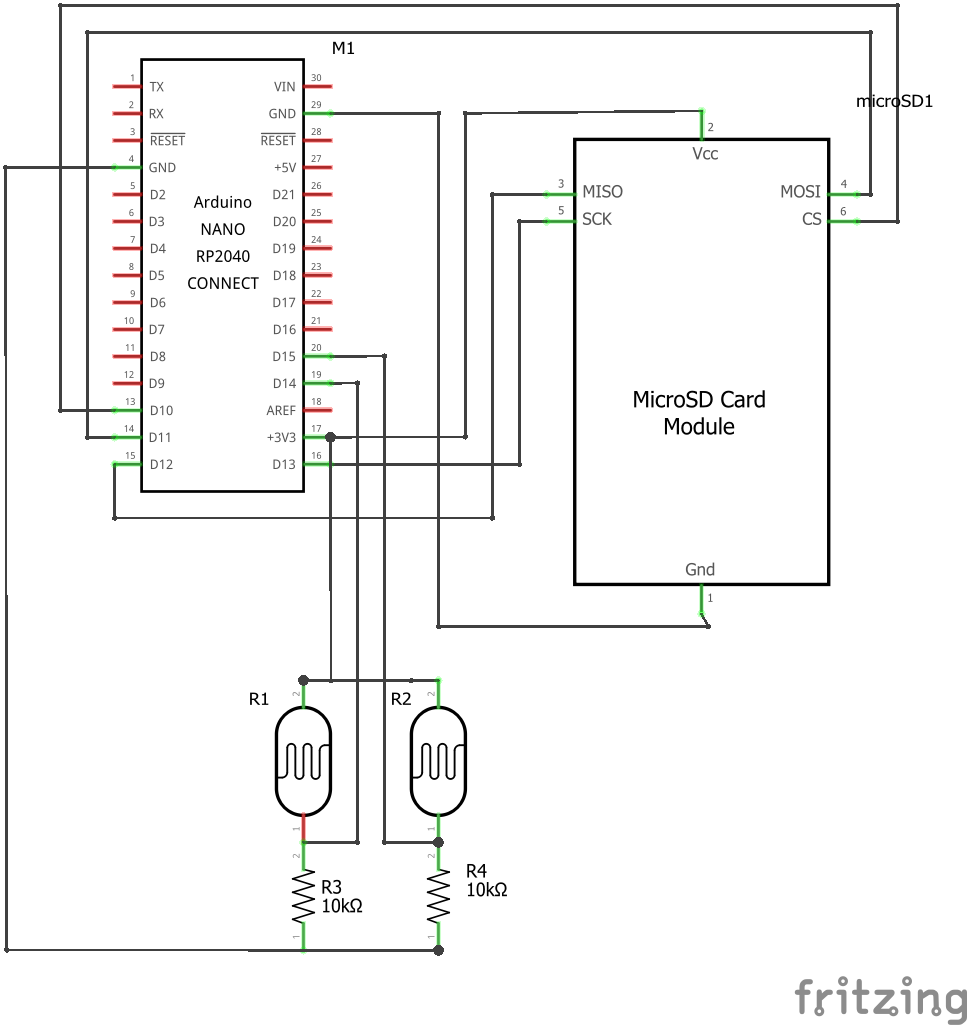 M1
1 TX VIN 30
2 RX GND 29
microSD1
3 RESET RESET 28
2
Vcc
4 GND +5V 27
5 D2 D21 26
3 MISO MOSI 4
Arduino
6 D3 D20 25
5 SCK CS 6
NANO
7 D4 D19 24
RP2040
8 D5 D18 23
CONNECT
9 D6 D17 22
10 D7 D16 21
11 D8 D15 20
12 D9 D14 19
MicroSD Card
Module
13 D10 AREF 18
14 D11 +3V3 17
15 D12 D13 16
Gnd
1
2 2
R1 R2
1 1
2 2
R3
10kΩ
R4
10kΩ
1 1
fritzing